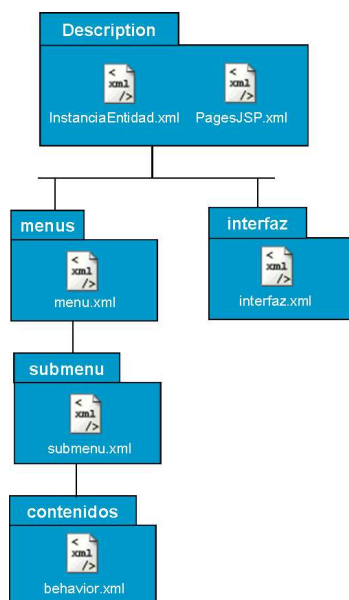 Description
< xml />
< xml />
InstanciaEntidad.xml
PagesJSP.xml
menus
< xml />
menu.xml
interfaz
< xml />
interfaz.xml
submenu
< xml />
submenu.xml
contenidos
< xml />
behavior.xml